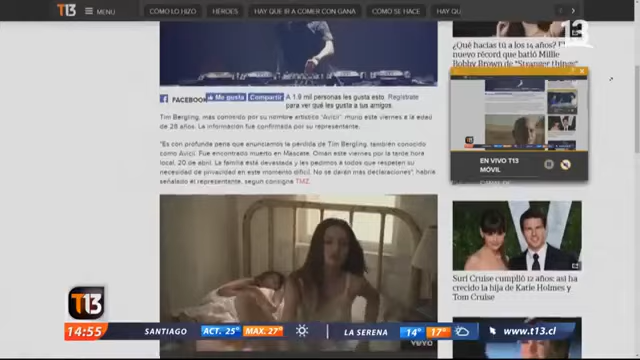 T13 MENU CÓMO LO HIZO HÉROES HAY QUE IR A COMER CON GANA CÓMO SE HACE HAY QU
13
¿Qué hacías tú a los 14 años? El
nuevo récord que batió Millie
Bobby Brown de "Stranger things"
FACEBOOK Me gusta Compartir A 1.9 mil personas les gusta esto. Regístrate
para ver qué les gusta a tus amigos.
Tim Bergling, más conocido por su nombre artístico "Avicii" murió este viernes a la edad
de 28 años. La información fue confirmada por su representante.
"Es con profunda pena que anunciamos la pérdida de Tim Bergling, también conocido
como Avicii. Fue encontrado muerto en Mascate, Omán este viernes por la tarde hora
local, 20 de abril. La familia está devastada y les pedimos a todos que respeten su
necesidad de privacidad en este momento difícil. No se darán más declaraciones", habría
señalado el representante, según consigna TMZ.
EN VIVO T13
MÓVIL
Suri Cruise cumplió 12 años: así ha
crecido la hija de Katie Holmes y
Tom Cruise
vevo
T13
14:55 SANTIAGO ACT. 25° MAX. 27° LA SERENA 14° 17° www.t13.cl